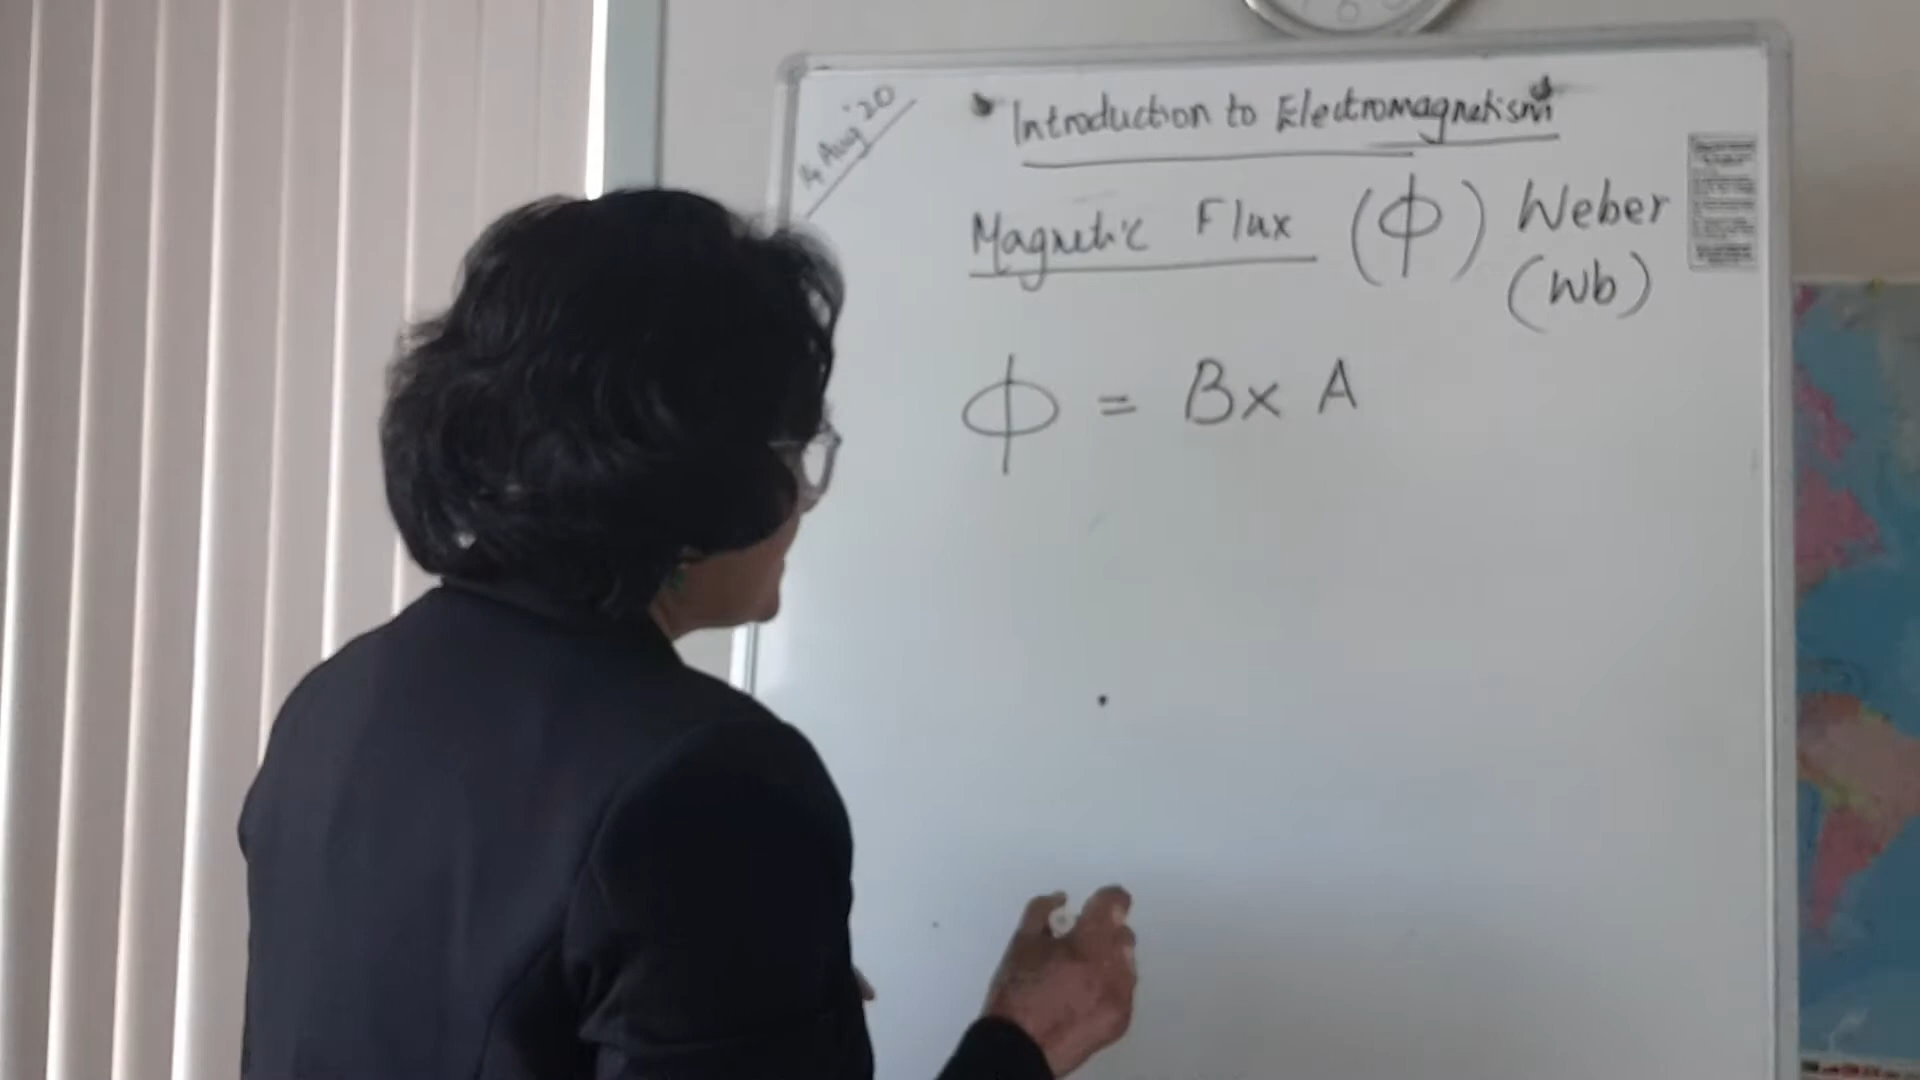 4 Aug '20
Introduction to Electromagnetism
Magnetic Flux (ϕ) Weber
(Wb)
ϕ = B x A